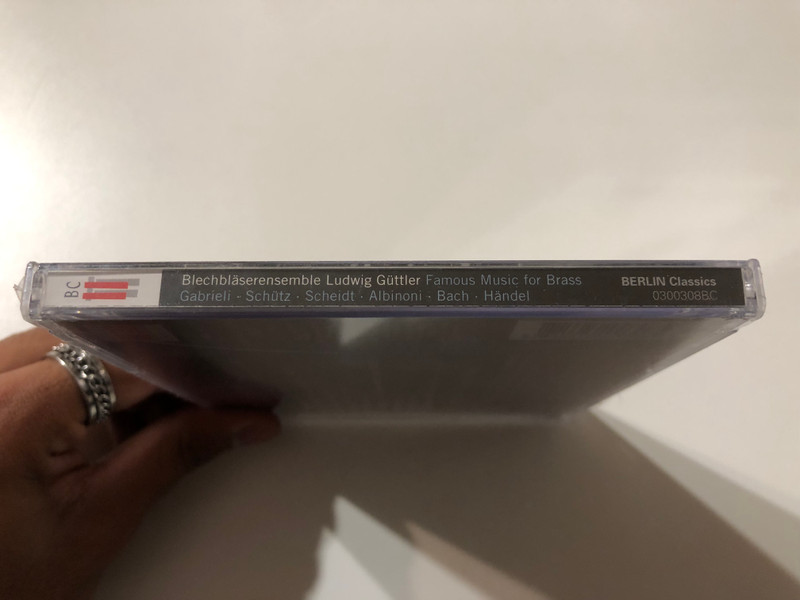 BC
Blechbläserensemble Ludwig Güttler Famous Music for Brass
Gabrieli · Schütz · Scheidt · Albinoni · Bach · Händel
BERLIN Classics
0300308BC